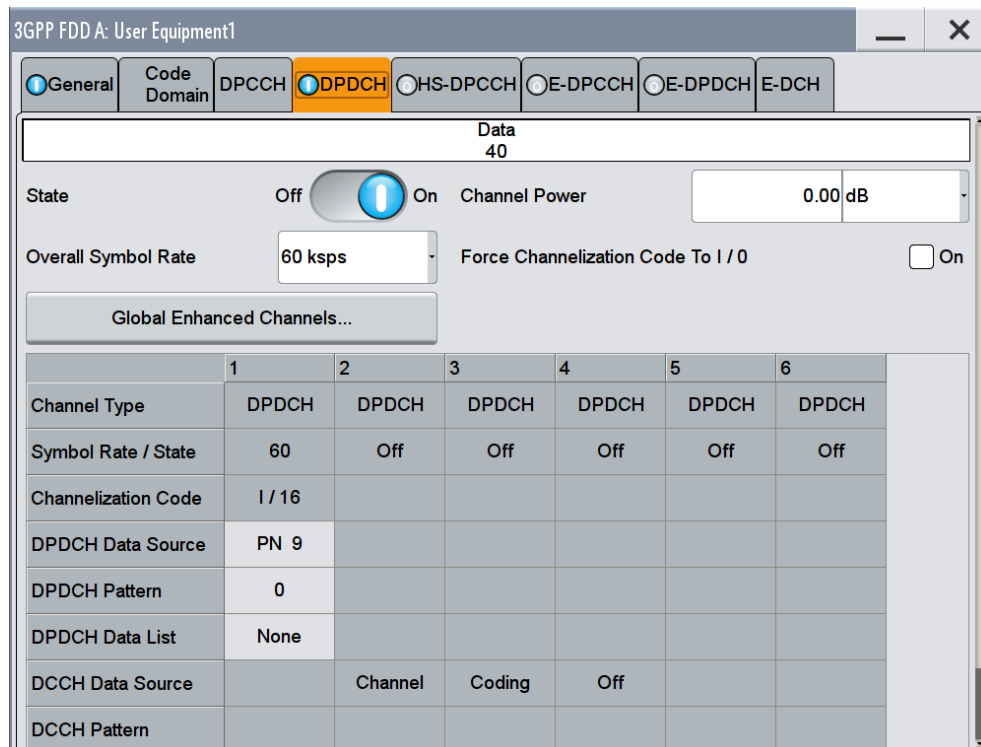 3GPP FDD A: User Equipment1
General
Code
Domain
DPCCH
DPDCH
HS-DPCCH
E-DPCCH
E-DPDCH
E-DCH
Data
40
State Off On Channel Power 0.00 dB
Overall Symbol Rate 60 ksps Force Channelization Code To I / 0 On
Global Enhanced Channels...
1 2 3 4 5 6
Channel Type DPDCH DPDCH DPDCH DPDCH DPDCH DPDCH
Symbol Rate / State 60 Off Off Off Off Off
Channelization Code I / 16
DPDCH Data Source PN 9
DPDCH Pattern 0
DPDCH Data List None
DCCH Data Source Channel Coding Off
DCCH Pattern